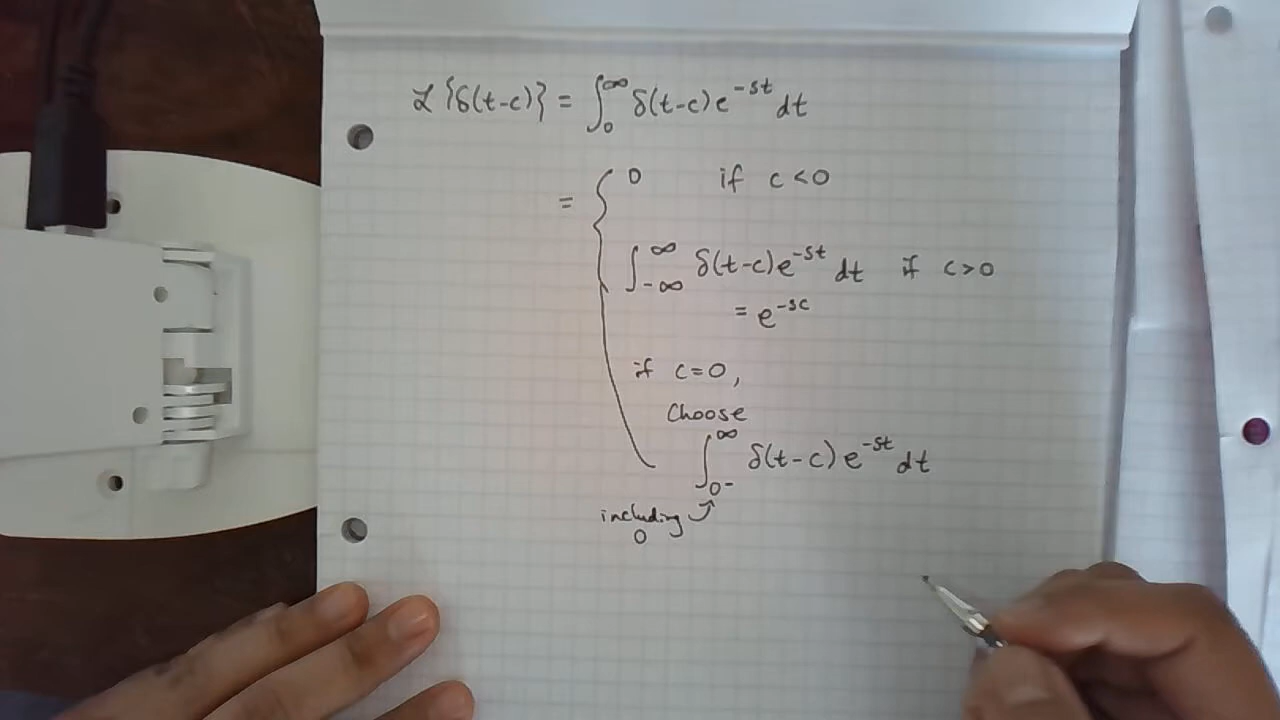 ℒ{δ(t-c)} = ∫₀^∞ δ(t-c)e^{-st} dt
= { 0 if c<0
∫_{-∞}^{∞} δ(t-c)e^{-st} dt if c>0
= e^{-sc}
if c=0,
Choose
∫_{0-}^{∞} δ(t-c)e^{-st} dt
including
0